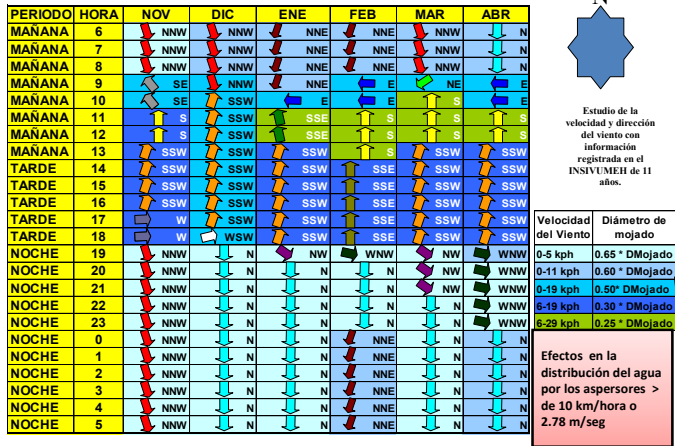 PERIODO HORA NOV DIC ENE FEB MAR ABR
MAÑANA 6 NNW NNW NNE NNE NNW N
MAÑANA 7 NNW NNW NNE NNE NNW N
MAÑANA 8 NNW NNW NNE NNE NNW N
MAÑANA 9 SE NNW NNE E NE E
MAÑANA 10 SE SSW E E S E
MAÑANA 11 S SSW SSE S S S
MAÑANA 12 S SSW SSE S S S
MAÑANA 13 SSW SSW SSW S SSW SSW
TARDE 14 SSW SSW SSW SSE SSW SSW
TARDE 15 SSW SSW SSW SSE SSW SSW
TARDE 16 SSW SSW SSW SSE SSW SSW
TARDE 17 W SSW SSW SSE SSW SSW
TARDE 18 W WSW SSW SSE SSW SSW
NOCHE 19 NNW N NW WNW NW WNW
NOCHE 20 NNW N N N NW WNW
NOCHE 21 NNW N N N NW WNW
NOCHE 22 NNW N N N N WNW
NOCHE 23 NNW N N N N WNW
NOCHE 0 NNW N N NNE N N
NOCHE 1 NNW N N NNE N N
NOCHE 2 NNW N N NNE N N
NOCHE 3 NNW N N NNE N N
NOCHE 4 NNW N N NNE N N
NOCHE 5 NNW N N NNE N N
N
Estudio de la
velocidad y dirección
del viento con
información
registrada en el
INSIVUMEH de 11
años.
Velocidad Diámetro de
del Viento mojado
0-5 kph 0.65 * DMojado
0-11 kph 0.60 * DMojado
0-19 kph 0.50* DMojado
6-19 kph 0.30 * DMojado
6-29 kph 0.25 * DMojado
Efectos en la
distribución del agua
por los aspersores >
de 10 km/hora o
2.78 m/seg